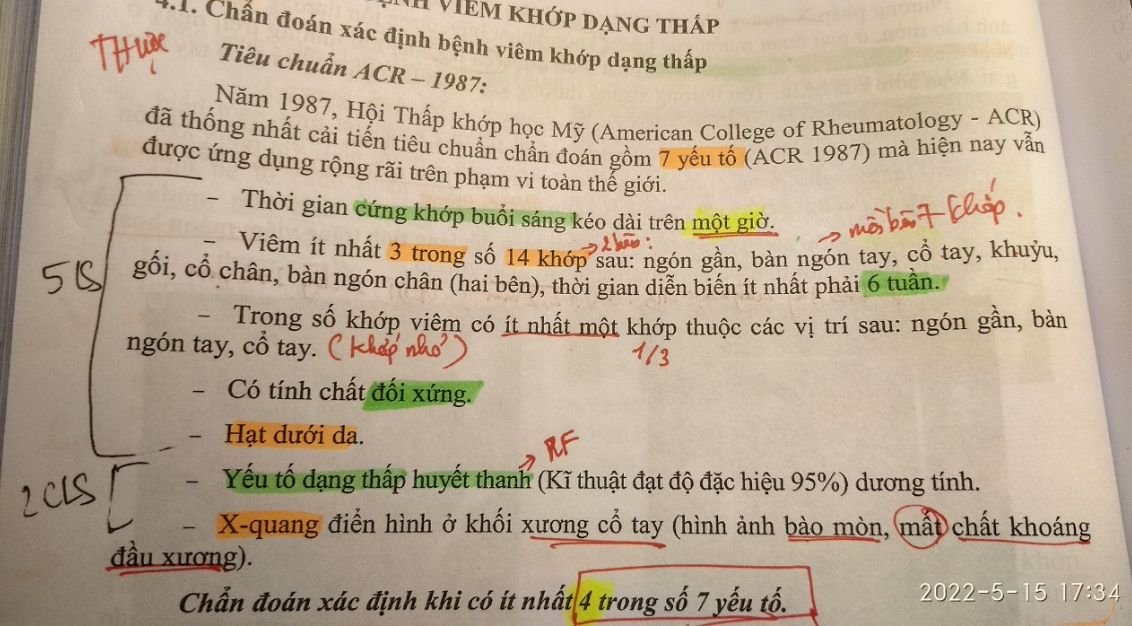 VIÊM KHỚP DẠNG THẤP
4.1. Chẩn đoán xác định bệnh viêm khớp dạng thấp
THuộc
Tiêu chuẩn ACR – 1987:
Năm 1987, Hội Thấp khớp học Mỹ (American College of Rheumatology - ACR)
đã thống nhất cải tiến tiêu chuẩn chẩn đoán gồm 7 yếu tố (ACR 1987) mà hiện nay vẫn
được ứng dụng rộng rãi trên phạm vi toàn thế giới.
- Thời gian cứng khớp buổi sáng kéo dài trên một giờ.
→ mỗi bên 7 khớp.
- Viêm ít nhất 3 trong số 14 khớp sau: ngón gần, bàn ngón tay, cổ tay, khuỷu,
gối, cổ chân, bàn ngón chân (hai bên), thời gian diễn biến ít nhất phải 6 tuần.
5 LS
- Trong số khớp viêm có ít nhất một khớp thuộc các vị trí sau: ngón gần, bàn
ngón tay, cổ tay. (khớp nhỏ)
1/3
- Có tính chất đối xứng.
- Hạt dưới da.
→ RF
- Yếu tố dạng thấp huyết thanh (Kĩ thuật đạt độ đặc hiệu 95%) dương tính.
2 CLS
- X-quang điển hình ở khối xương cổ tay (hình ảnh bào mòn, mất chất khoáng
đầu xương).
Chẩn đoán xác định khi có ít nhất 4 trong số 7 yếu tố.
2022-5-15 17:34